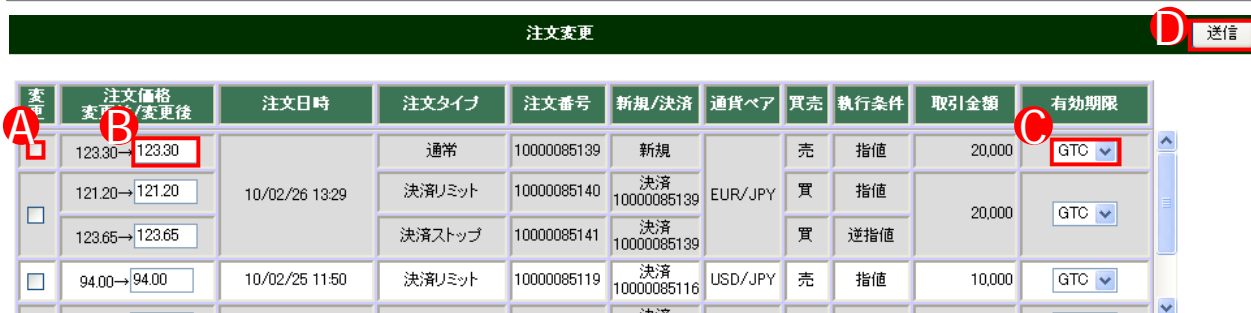 注文変更
D
送信
変更
注文価格
変更前/変更後
注文日時
注文タイプ
注文番号
新規/決済
通貨ペア
買売
執行条件
取引金額
有効期限
A
B
C
123.30→123.30
通常
10000085139
新規
売
指値
20,000
GTC
121.20→121.20
10/02/26 13:29
決済リミット
10000085140
決済
10000085139
EUR/JPY
買
指値
20,000
GTC
123.65→123.65
決済ストップ
10000085141
決済
10000085139
買
逆指値
94.00→94.00
10/02/25 11:50
決済リミット
10000085119
決済
10000085116
USD/JPY
売
指値
10,000
GTC